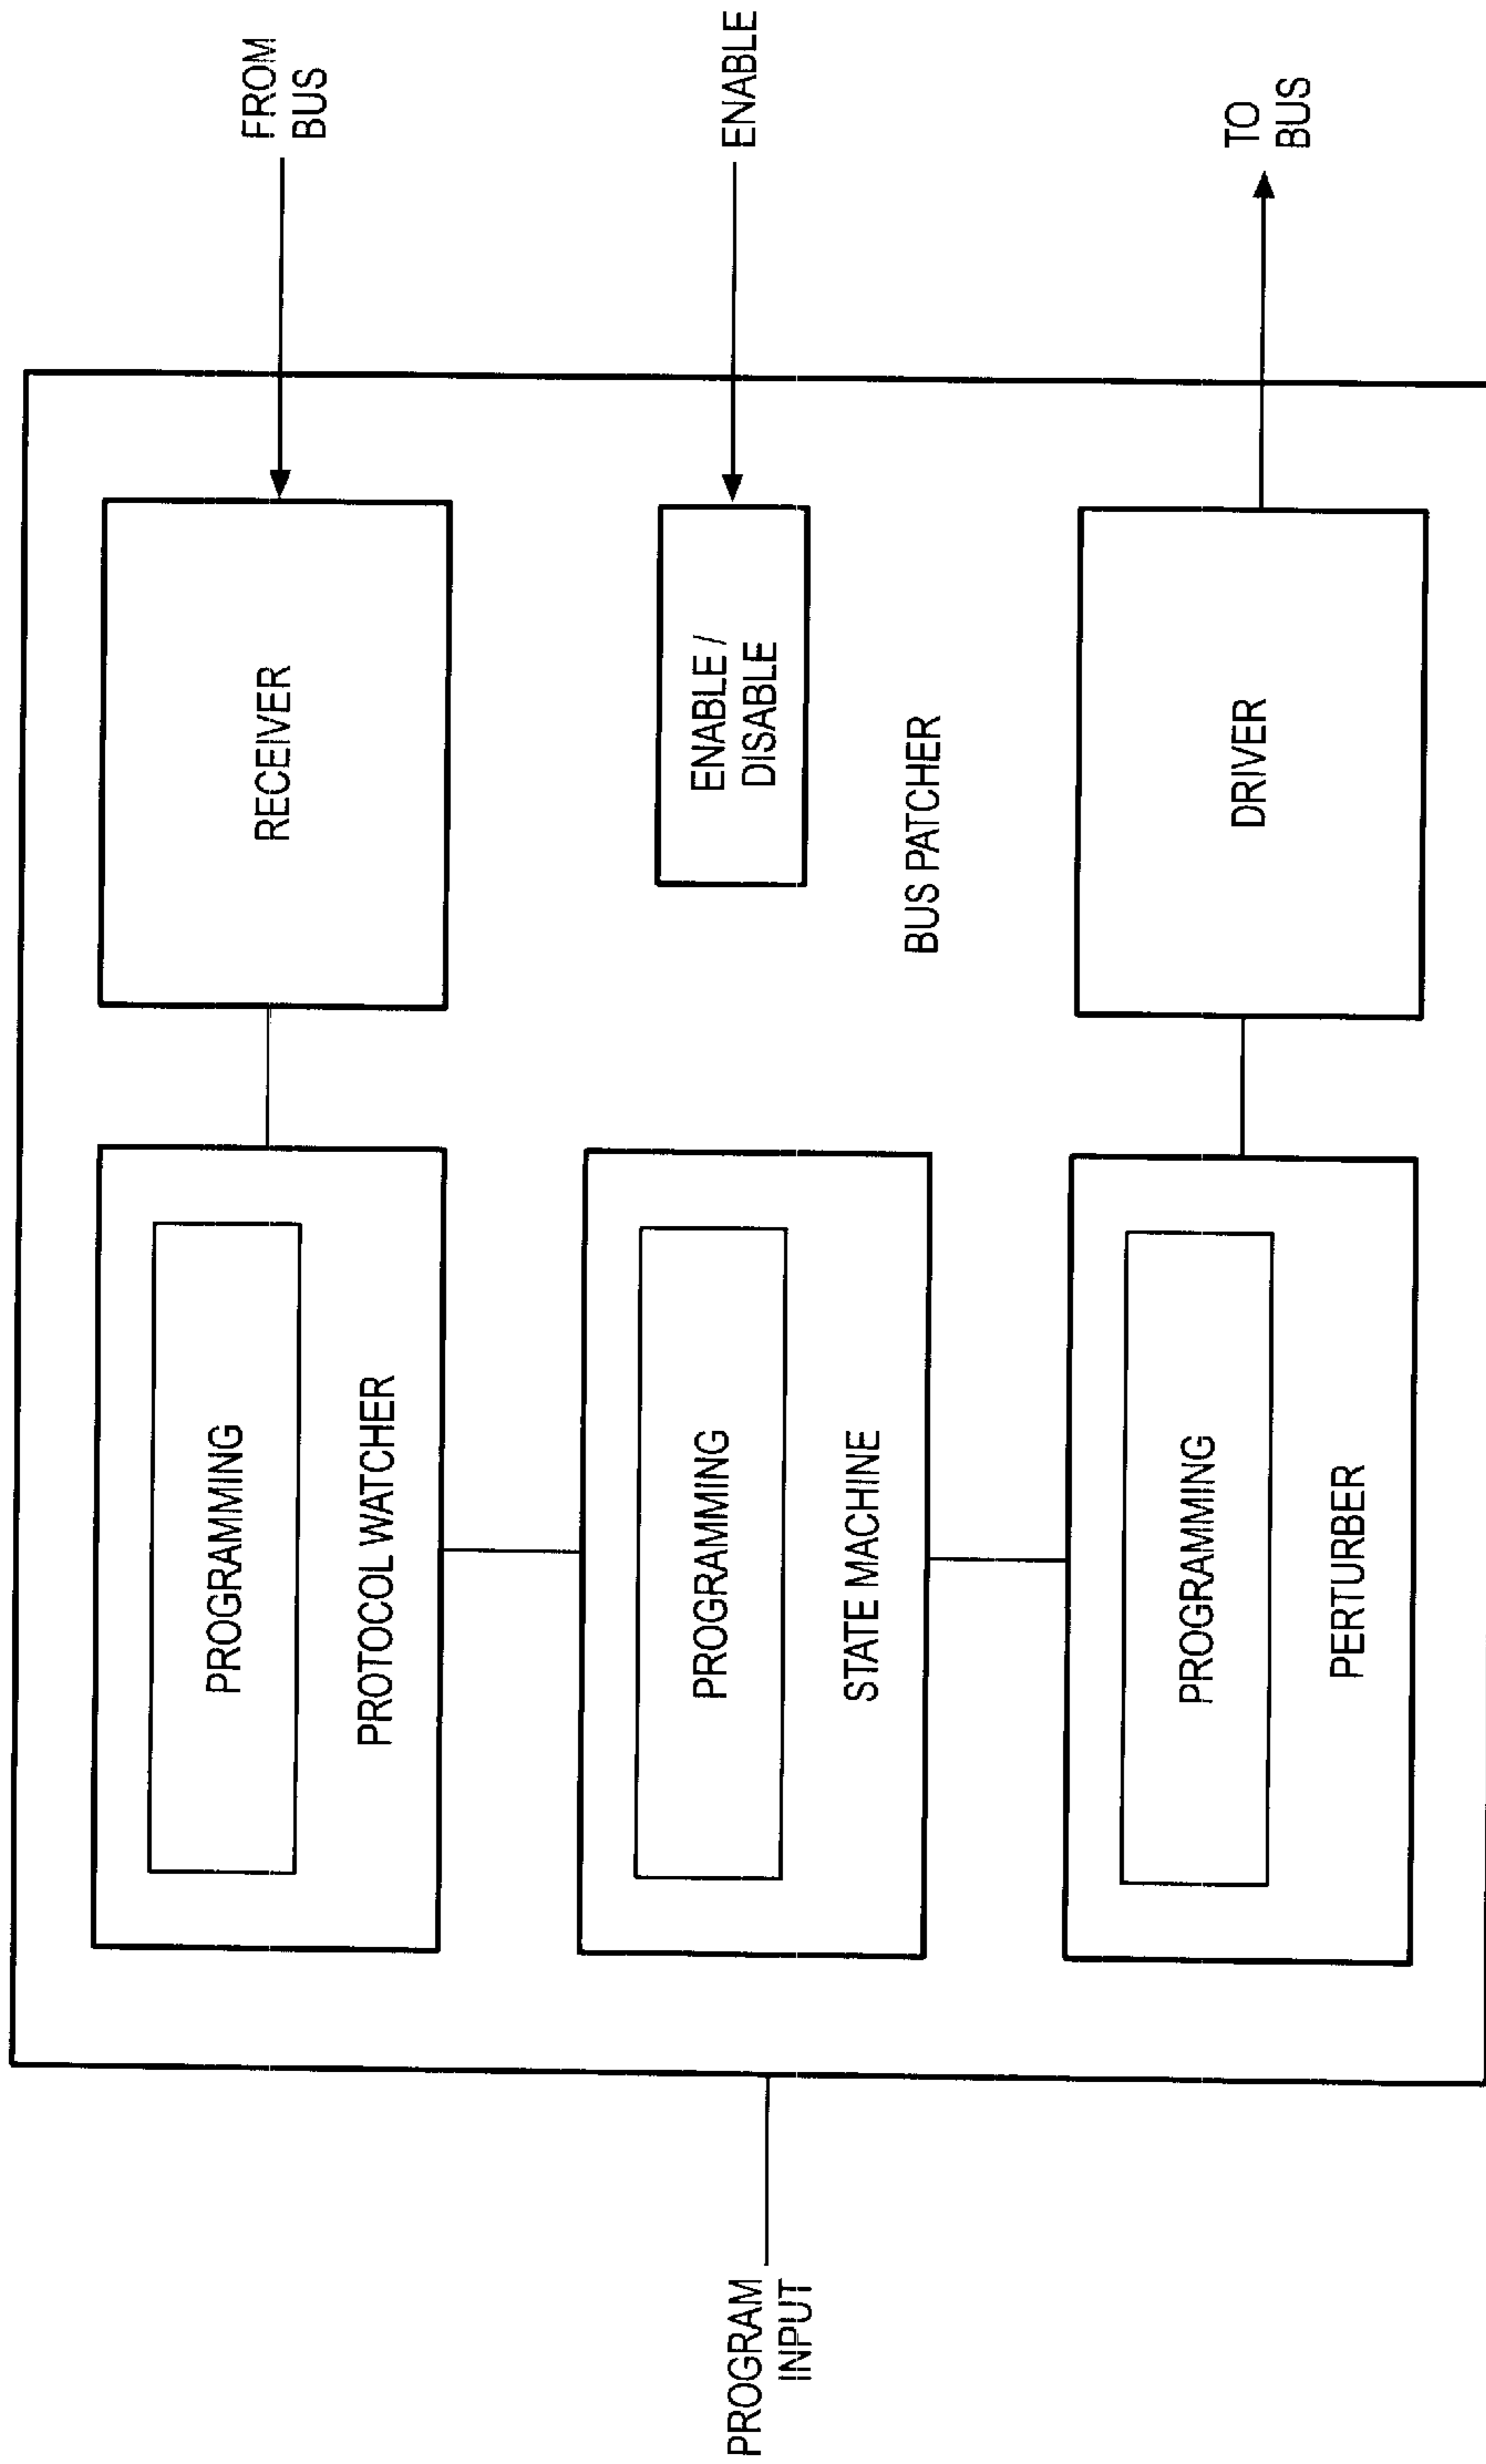 FROM
BUS
ENABLE
TO
BUS
RECEIVER
ENABLE /
DISABLE
BUS PATCHER
DRIVER
PROGRAMMING
PROTOCOL WATCHER
PROGRAMMING
STATE MACHINE
PROGRAMMING
PERTURBER
PROGRAM
INPUT